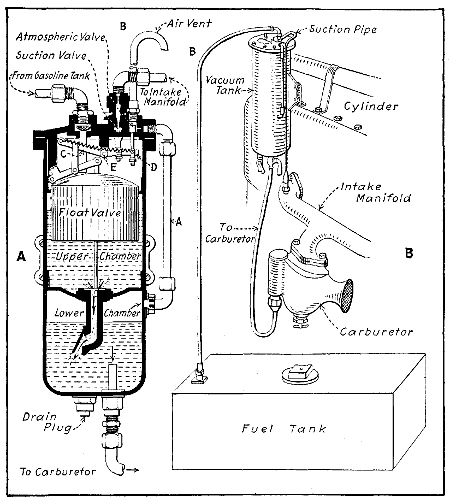 B
Air Vent
Atmospheric Valve
Suction Valve
From Gasoline Tank
To Intake
Manifold
C
E
D
A
Float Valve
A
Upper Chamber
Lower Chamber
Drain
Plug
To Carburetor
B
Suction Pipe
Vacuum
Tank
Cylinder
Intake
Manifold
To
Carburetor
B
Carburetor
Fuel Tank